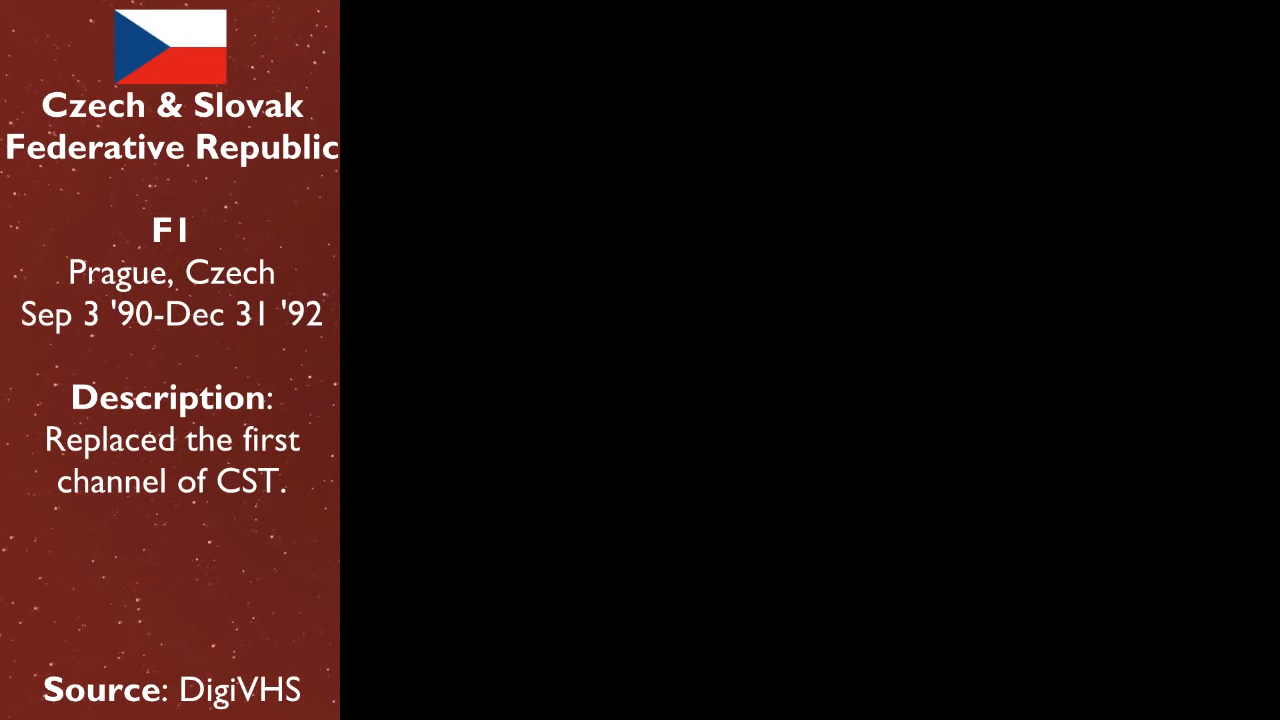 Czech & Slovak
Federative Republic
F1
Prague, Czech
Sep 3 '90-Dec 31 '92
Description:
Replaced the first
channel of CST.
Source: DigiVHS